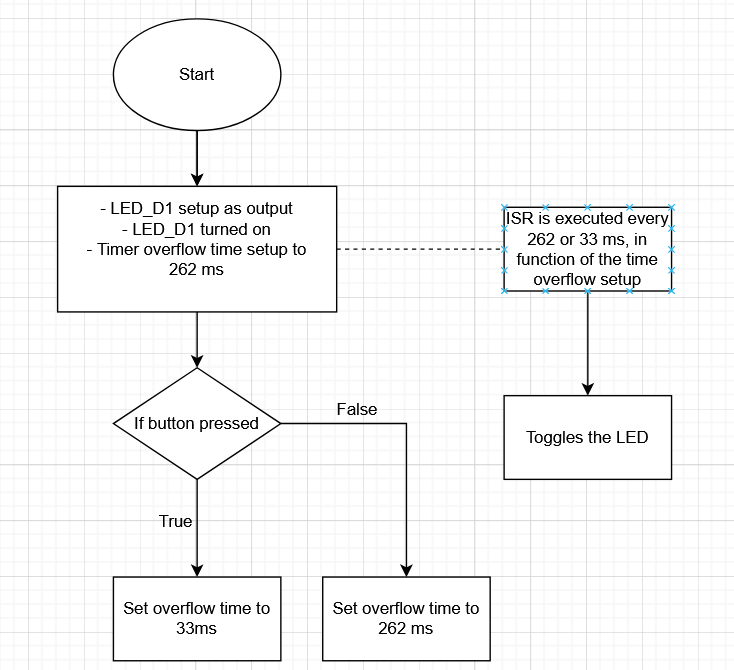 Start
- LED_D1 setup as output
- LED_D1 turned on
- Timer overflow time setup to
262 ms
ISR is executed every
262 or 33 ms, in
function of the time
overflow setup
If button pressed
False
Toggles the LED
True
Set overflow time to
33ms
Set overflow time to
262 ms